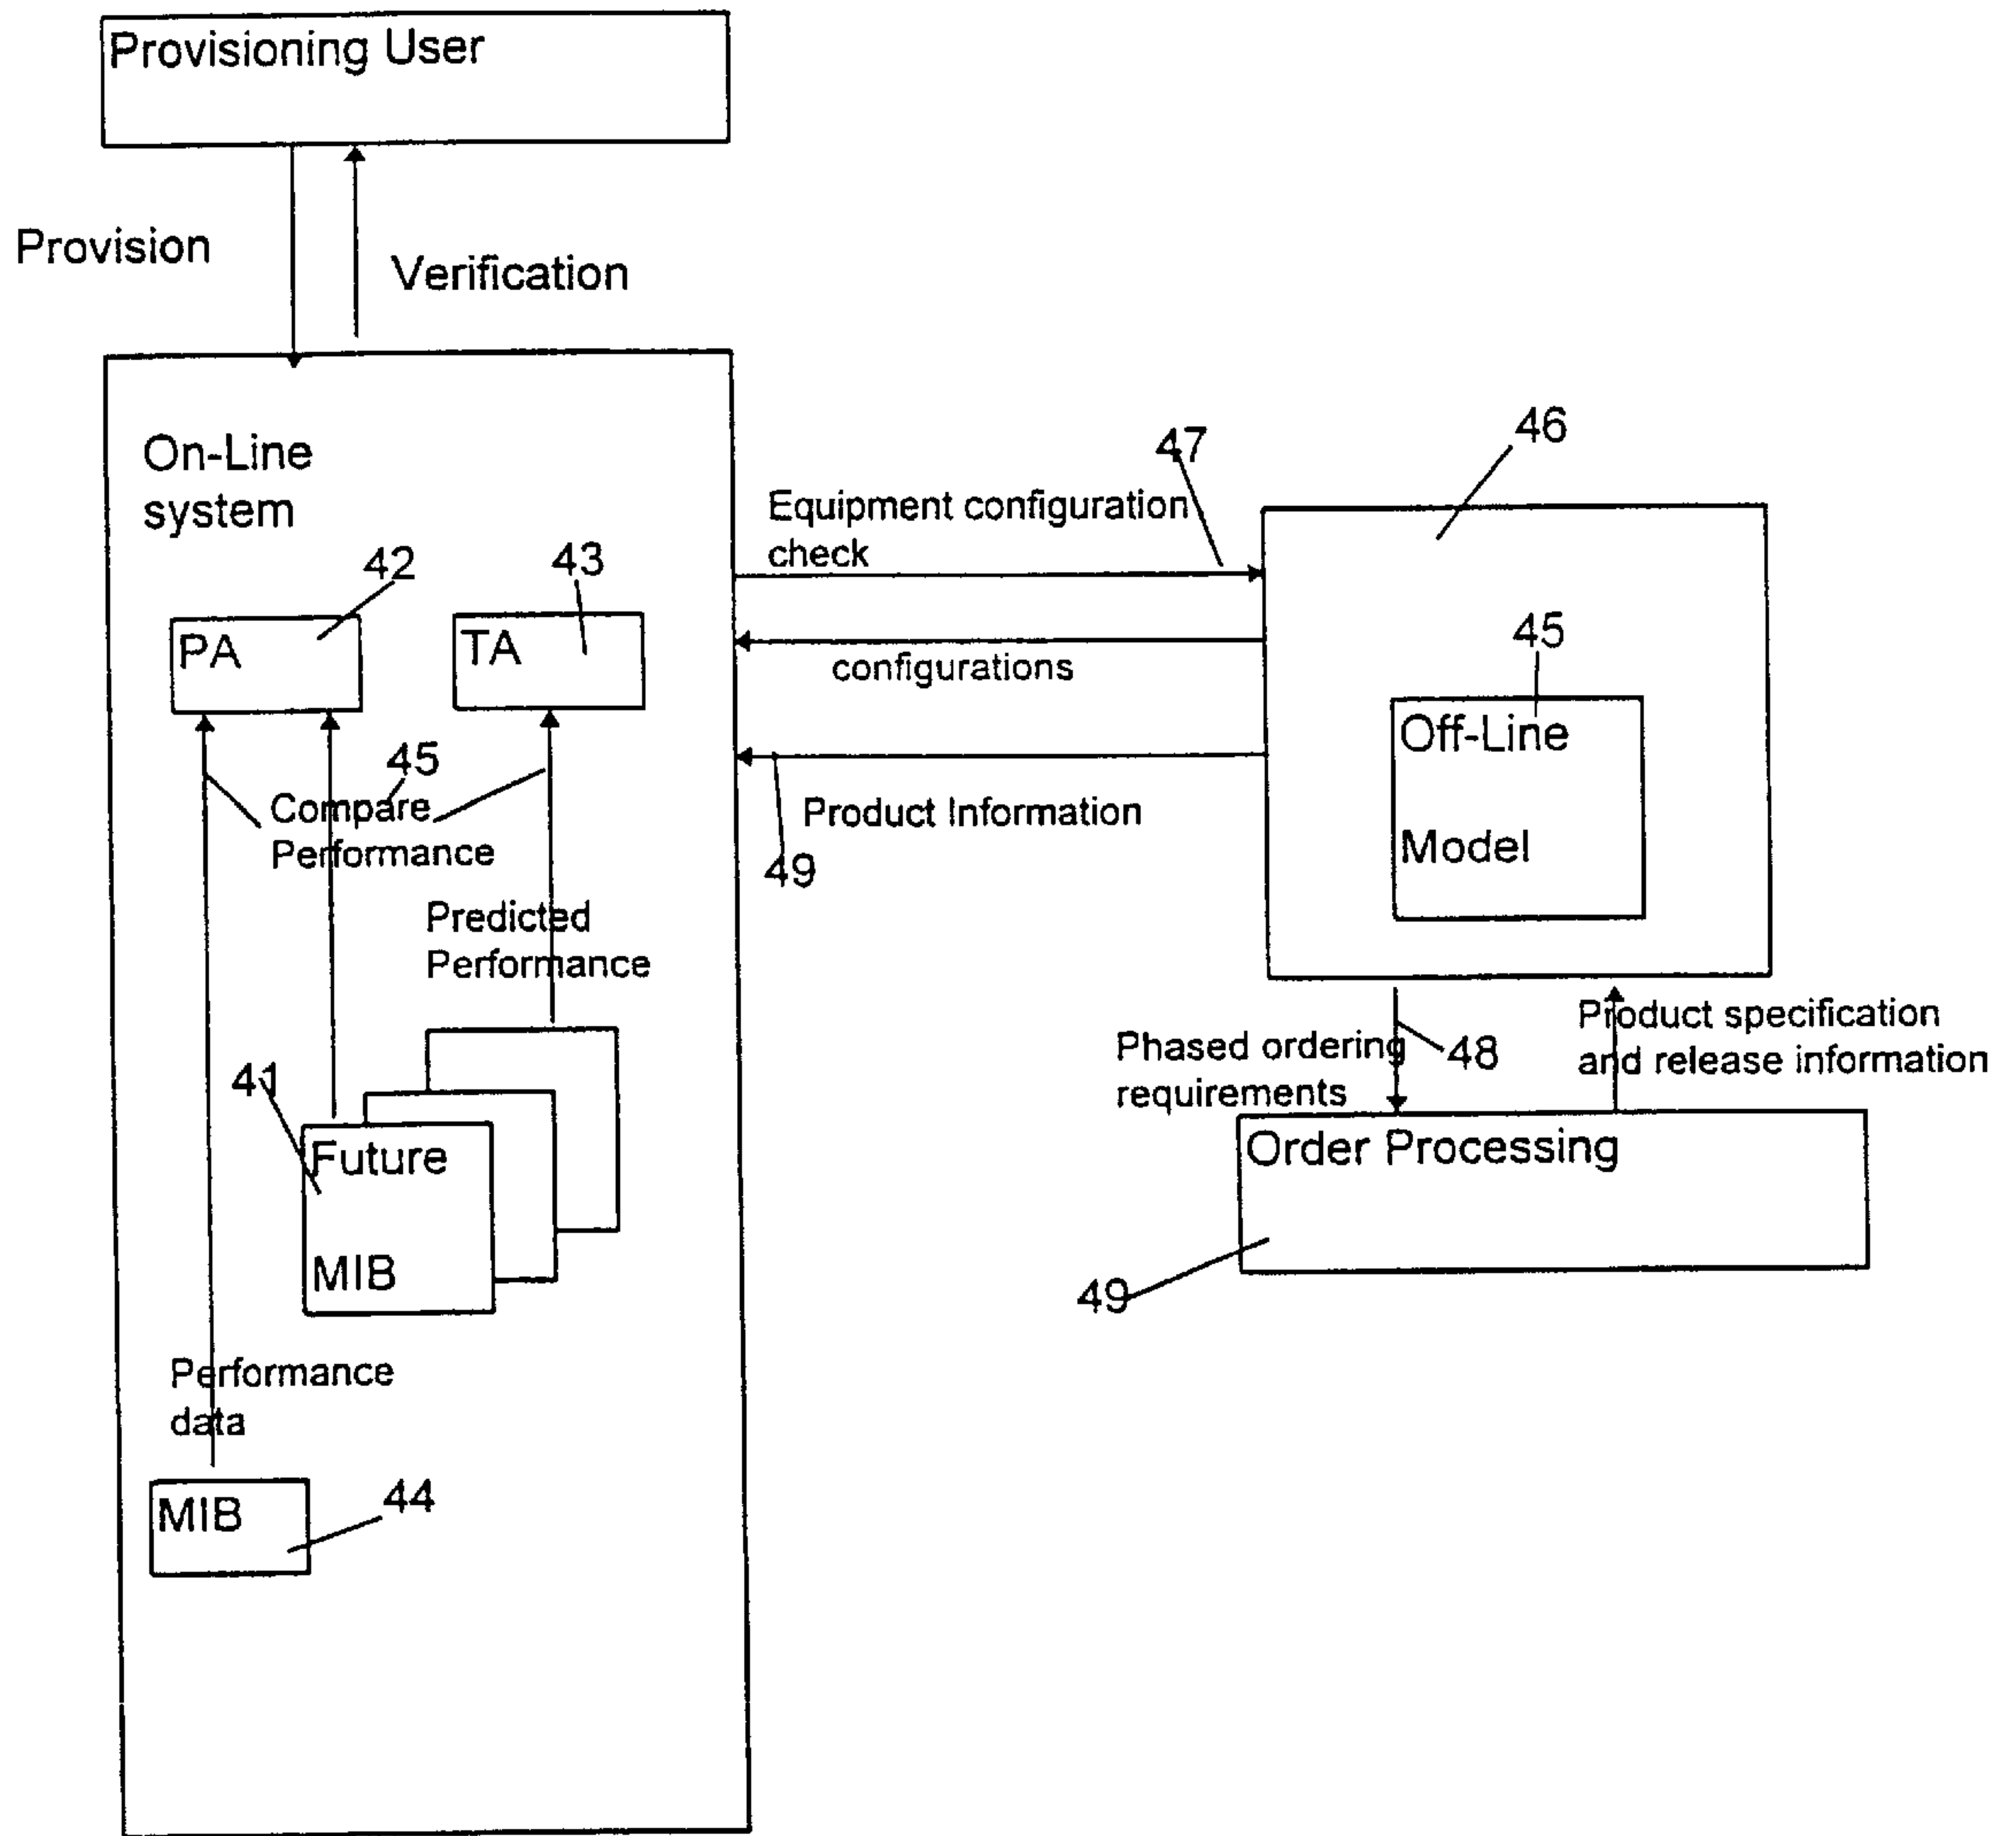 Provisioning User
Provision
Verification
On-Line
system
42
43
PA
TA
45
Compare
Performance
Predicted
Performance
41
Future
MIB
Performance
data
MIB
44
47
Equipment configuration
check
configurations
Product Information
49
46
45
Off-Line
Model
Phased ordering
requirements
48
Product specification
and release information
Order Processing
49